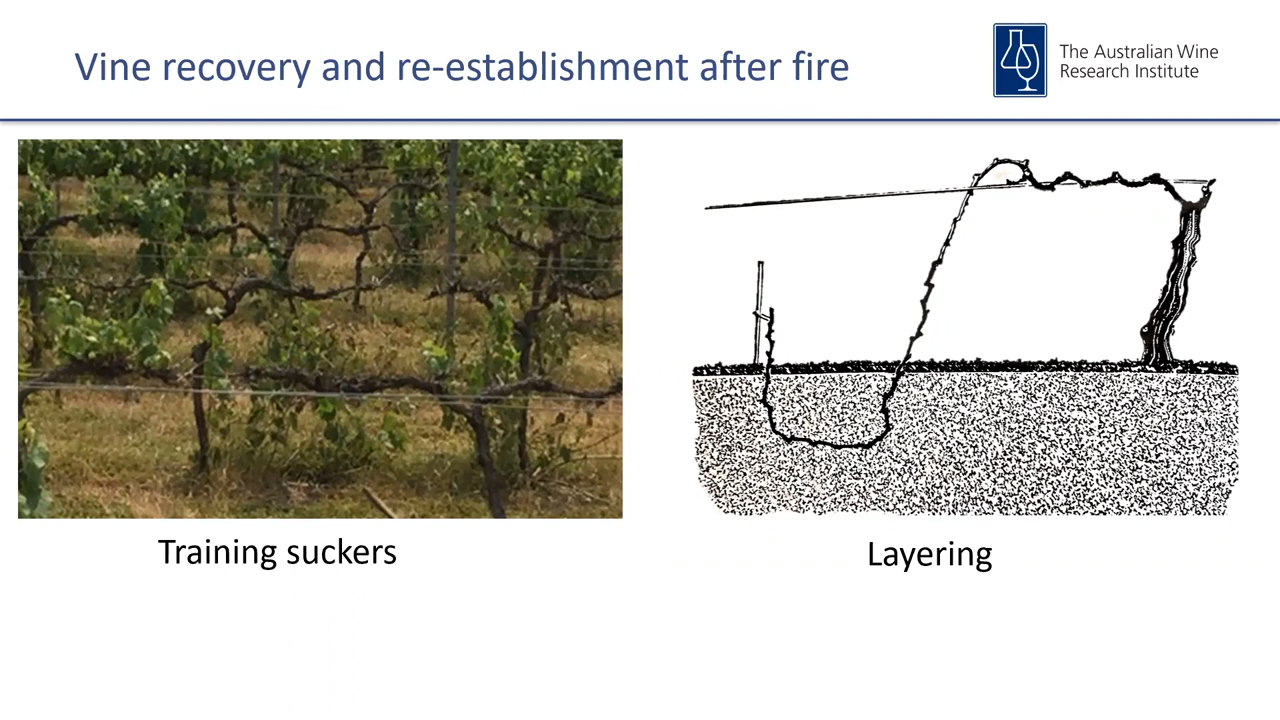 Vine recovery and re-establishment after fire
The Australian Wine
Research Institute
Training suckers
Layering